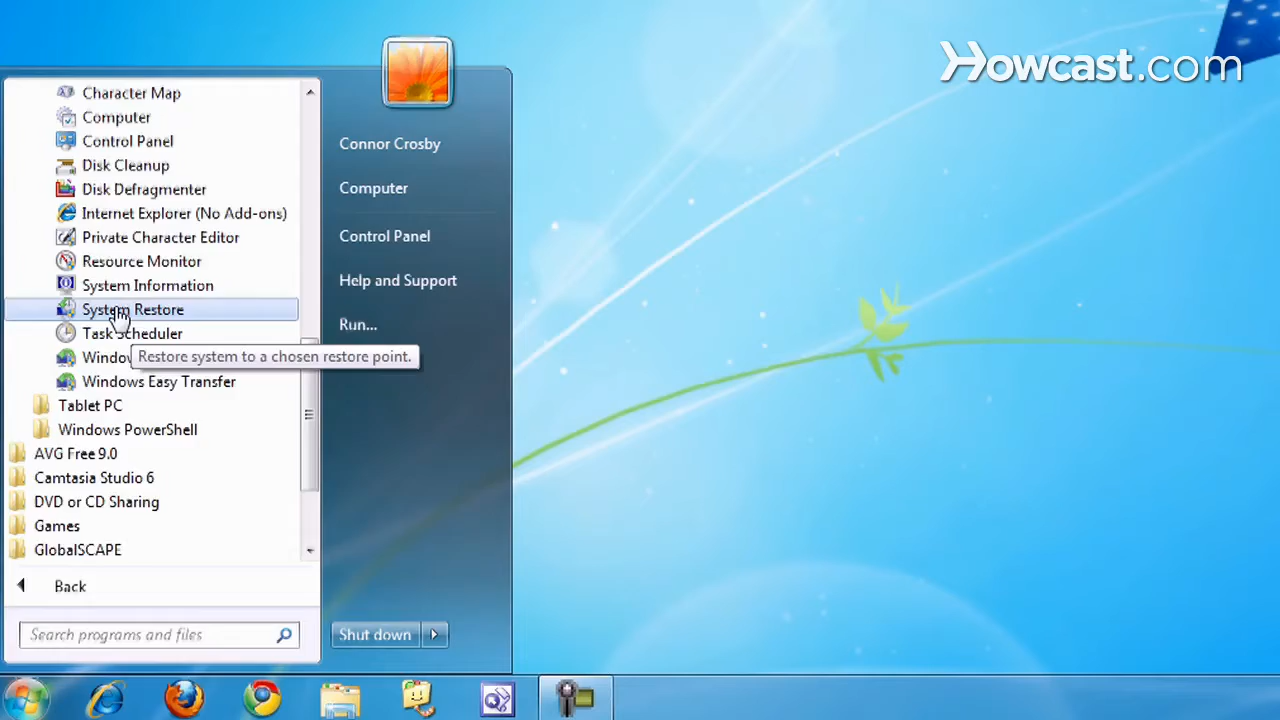 Howcast.com
Character Map
Computer
Control Panel
Disk Cleanup
Disk Defragmenter
Internet Explorer (No Add-ons)
Private Character Editor
Resource Monitor
System Information
System Restore
Task Scheduler
Restore system to a chosen restore point.
Windows Easy Transfer
Tablet PC
Windows PowerShell
AVG Free 9.0
Camtasia Studio 6
DVD or CD Sharing
Games
GlobalSCAPE
Back
Search programs and files
Connor Crosby
Computer
Control Panel
Help and Support
Run...
Shut down